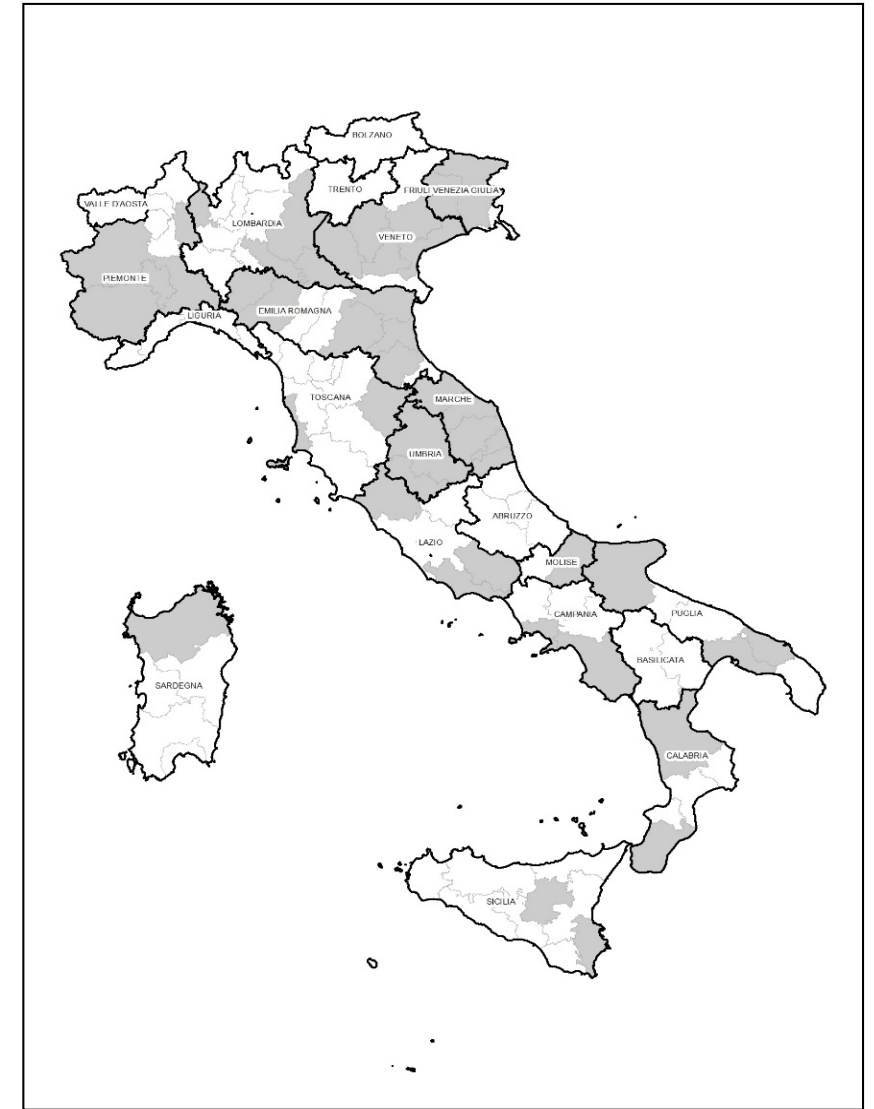 BOLZANO
TRENTO
FRIULI VENEZIA GIULIA
VALLE D'AOSTA
LOMBARDIA
VENETO
PIEMONTE
LIGURIA
EMILIA ROMAGNA
TOSCANA
MARCHE
UMBRIA
ABRUZZO
LAZIO
MOLISE
CAMPANIA
PUGLIA
BASILICATA
SARDEGNA
CALABRIA
SICILIA